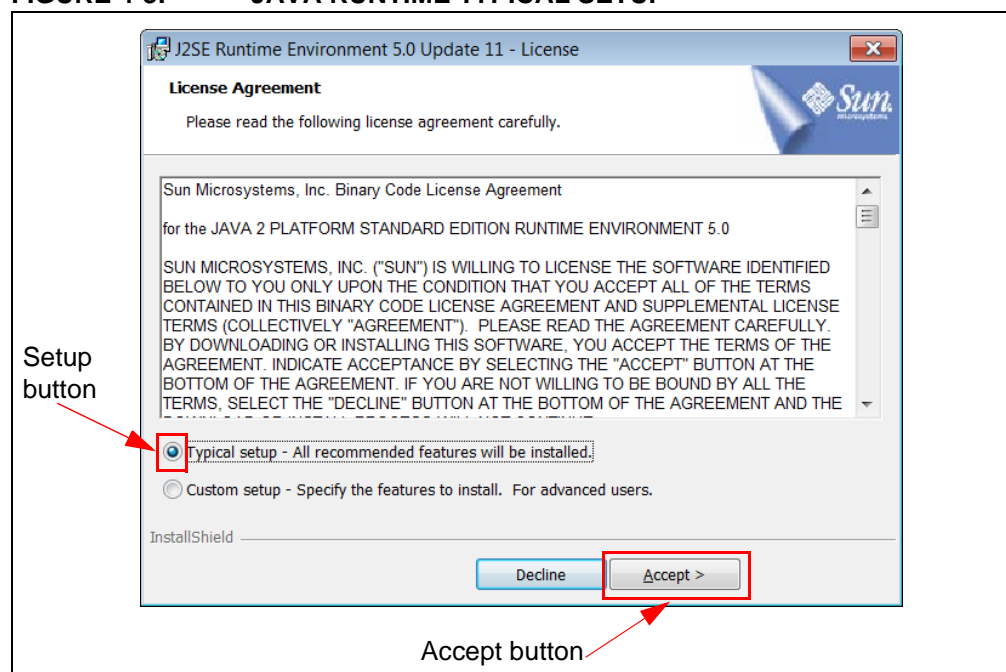 J2SE Runtime Environment 5.0 Update 11 - License
License Agreement
Please read the following license agreement carefully.
Sun
microsystems
Sun Microsystems, Inc. Binary Code License Agreement
for the JAVA 2 PLATFORM STANDARD EDITION RUNTIME ENVIRONMENT 5.0
SUN MICROSYSTEMS, INC. ("SUN") IS WILLING TO LICENSE THE SOFTWARE IDENTIFIED
BELOW TO YOU ONLY UPON THE CONDITION THAT YOU ACCEPT ALL OF THE TERMS
CONTAINED IN THIS BINARY CODE LICENSE AGREEMENT AND SUPPLEMENTAL LICENSE
TERMS (COLLECTIVELY "AGREEMENT"). PLEASE READ THE AGREEMENT CAREFULLY.
BY DOWNLOADING OR INSTALLING THIS SOFTWARE, YOU ACCEPT THE TERMS OF THE
AGREEMENT. INDICATE ACCEPTANCE BY SELECTING THE "ACCEPT" BUTTON AT THE
BOTTOM OF THE AGREEMENT. IF YOU ARE NOT WILLING TO BE BOUND BY ALL THE
TERMS, SELECT THE "DECLINE" BUTTON AT THE BOTTOM OF THE AGREEMENT AND THE
Setup
button
Typical setup - All recommended features will be installed.
Custom setup - Specify the features to install. For advanced users.
InstallShield
Decline
Accept >
Accept button